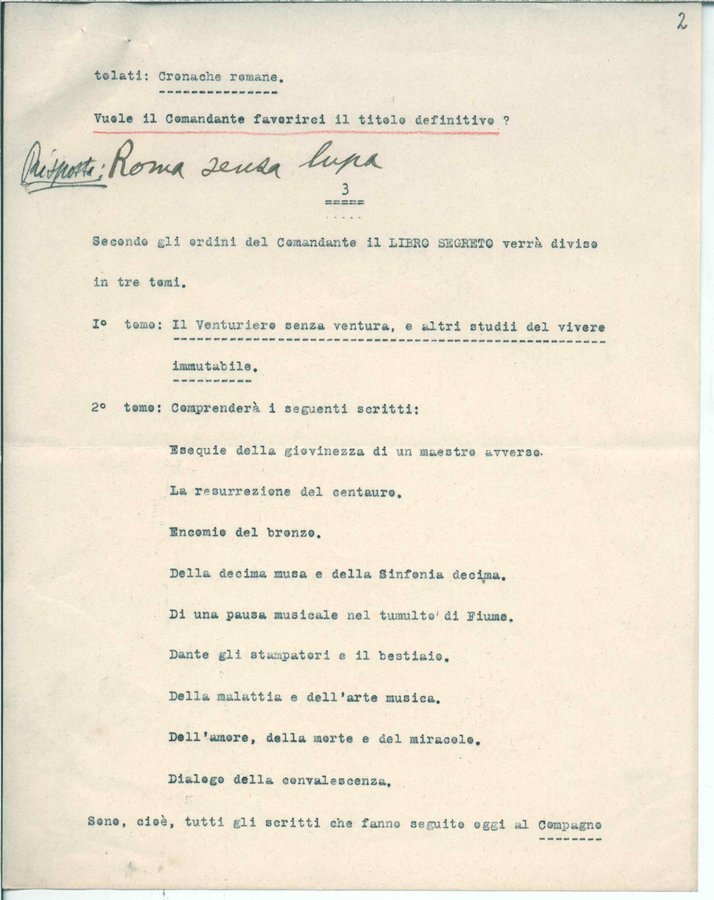 2
tolati: Cronache romane.
Vuole il Comandante favorirci il titolo definitivo ?
Risposta: Roma senza lupa
3
Secondo gli ordini del Comandante il LIBRO SEGRETO verrà diviso
in tre tomi.
I° tomo: Il Venturiero senza ventura, e altri studii del vivere
immutabile.
2° tomo: Comprenderà i seguenti scritti:
Esequie della giovinezza di un maestro avverso.
La resurrezione del centauro.
Encomio del bronzo.
Della decima musa e della Sinfonia decima.
Di una pausa musicale nel tumulto di Fiume.
Dante gli stampatori e il bestiaio.
Della malattia e dell'arte musica.
Dell'amore, della morte e del miracolo.
Dialogo della convalescenza.
Sono, cioè, tutti gli scritti che fanno seguito oggi al Compagno